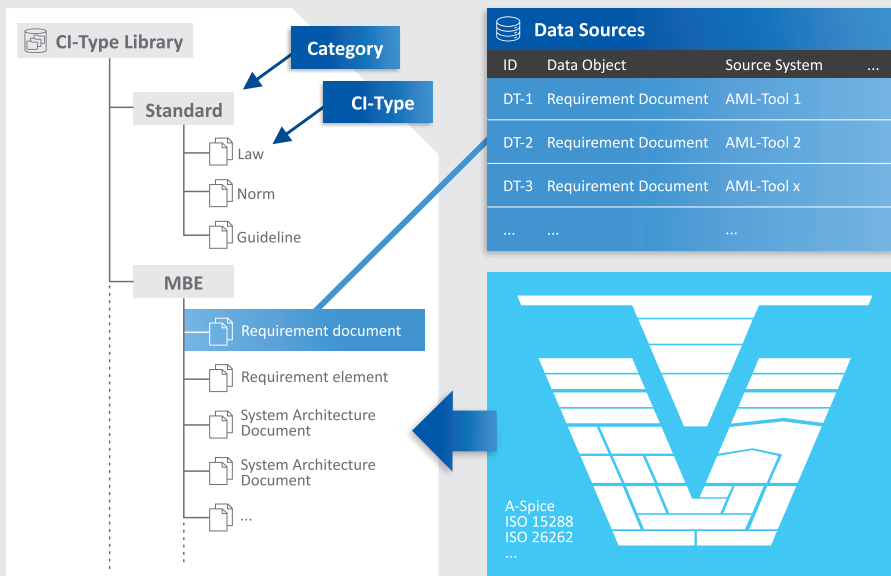 CI-Type Library
Category
CI-Type
Standard
Law
Norm
Guideline
MBE
Requirement document
Requirement element
System Architecture
Document
System Architecture
Document
...
Data Sources
ID Data Object Source System ...
DT-1 Requirement Document AML-Tool 1
DT-2 Requirement Document AML-Tool 2
DT-3 Requirement Document AML-Tool x
... ... ...
A-Spice
ISO 15288
ISO 26262
...